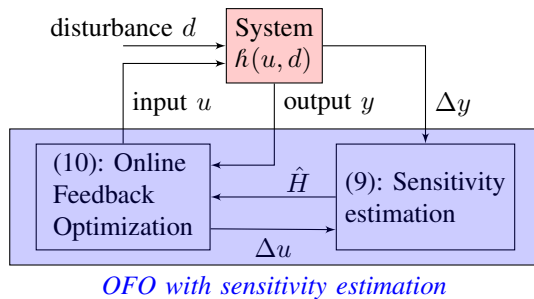 disturbance d
System
h(u, d)
input u
output y
Δy
(10): Online
Feedback
Optimization
Ĥ
(9): Sensitivity
estimation
Δu
OFO with sensitivity estimation